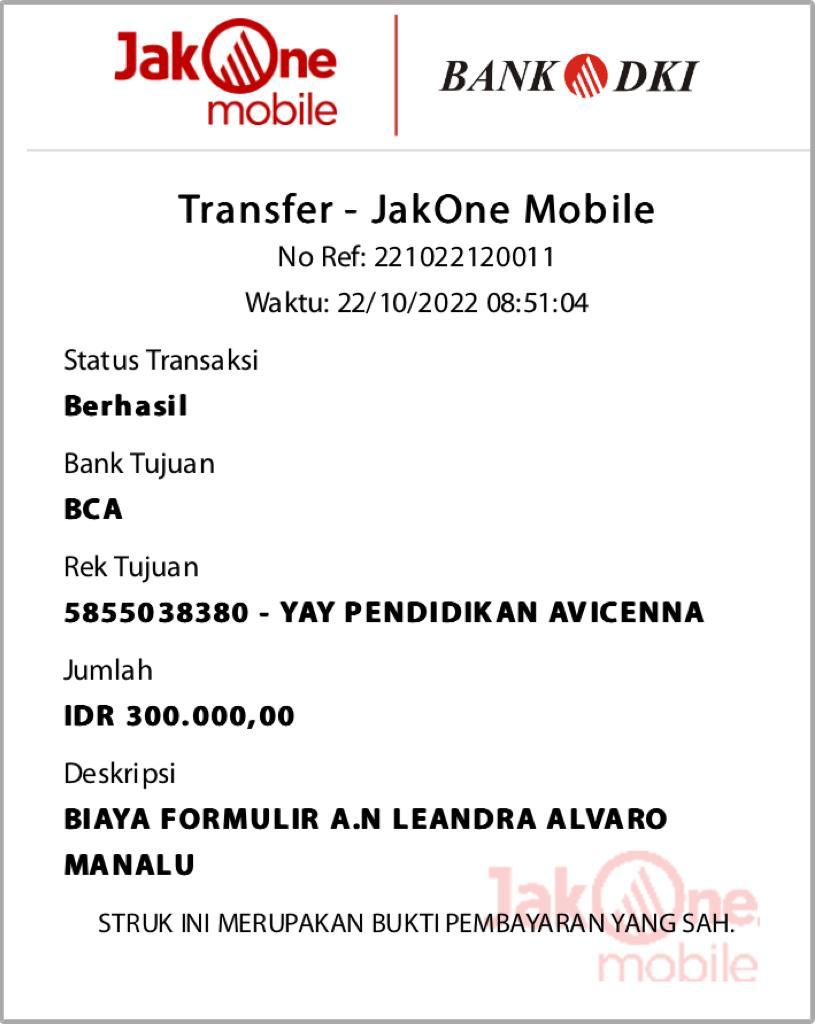 JakOne
mobile
BANK DKI
Transfer - JakOne Mobile
No Ref: 221022120011
Waktu: 22/10/2022 08:51:04
Status Transaksi
Berhasil
Bank Tujuan
BCA
Rek Tujuan
5855038380 - YAY PENDIDIKAN AVICENNA
Jumlah
IDR 300.000,00
Deskripsi
BIAYA FORMULIR A.N LEANDRA ALVARO
MANALU
JakOne
STRUK INI MERUPAKAN BUKTI PEMBAYARAN YANG SAH.
mobile